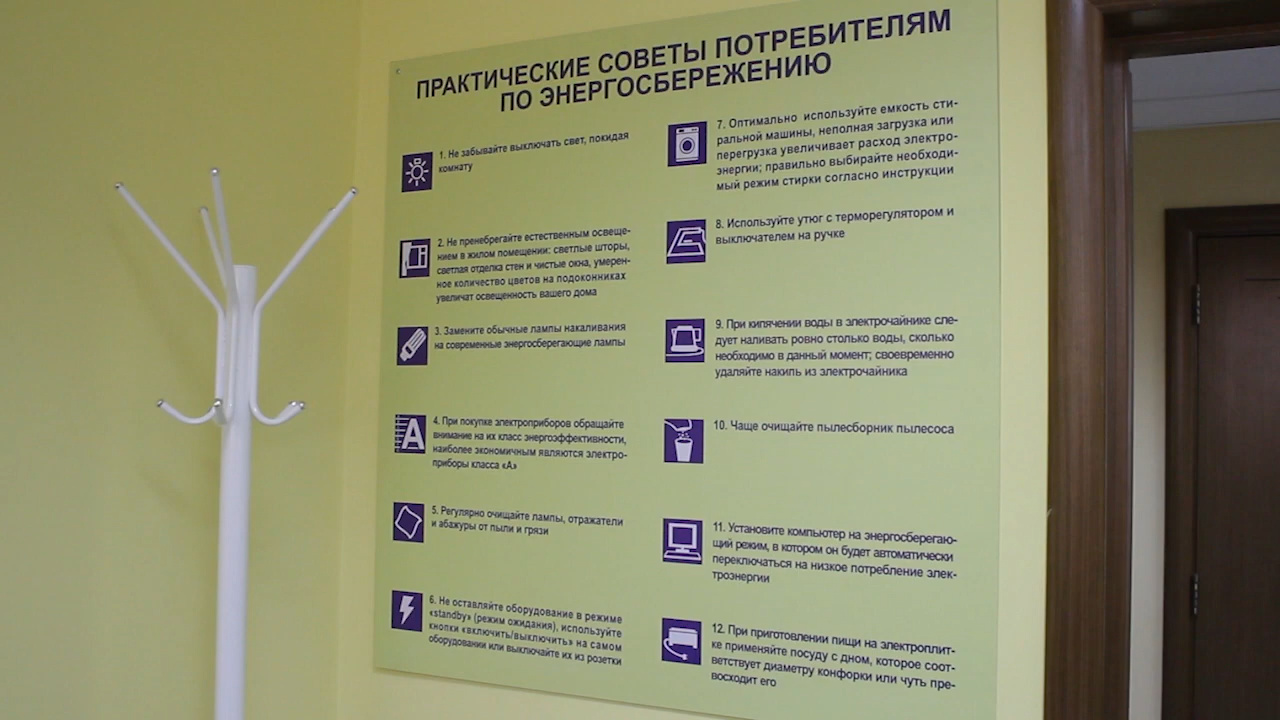 ПРАКТИЧЕСКИЕ СОВЕТЫ ПОТРЕБИТЕЛЯМ
ПО ЭНЕРГОСБЕРЕЖЕНИЮ
1. Не забывайте выключать свет, покидая
комнату
2. Не пренебрегайте естественным освеще-
нием в жилом помещении: светлые шторы,
светлая отделка стен и чистые окна, умерен-
ное количество цветов на подоконниках
увеличат освещенность вашего дома
3. Замените обычные лампы накаливания
на современные энергосберегающие лампы
A
4. При покупке электроприборов обращайте
внимание на их класс энергоэффективности,
наиболее экономичным являются электро-
приборы класса «А»
5. Регулярно очищайте лампы, отражатели
и абажуры от пыли и грязи
6. Не оставляйте оборудование в режиме
«standby» (режим ожидания), используйте
кнопки «включить/выключить» на самом
оборудовании или выключайте их из розетки
7. Оптимально используйте емкость сти-
ральной машины, неполная загрузка или
перегрузка увеличивает расход электро-
энергии; правильно выбирайте необходи-
мый режим стирки согласно инструкции
8. Используйте утюг с терморегулятором и
выключателем на ручке
9. При кипячении воды в электрочайнике сле-
дует наливать ровно столько воды, сколько
необходимо в данный момент; своевременно
удаляйте накипь из электрочайника
10. Чаще очищайте пылесборник пылесоса
11. Установите компьютер на энергосберегаю-
щий режим, в котором он будет автоматически
переключаться на низкое потребление элек-
троэнергии
12. При приготовлении пищи на электроплит-
ке применяйте посуду с дном, которое соот-
ветствует диаметру конфорки или чуть пре-
восходит его